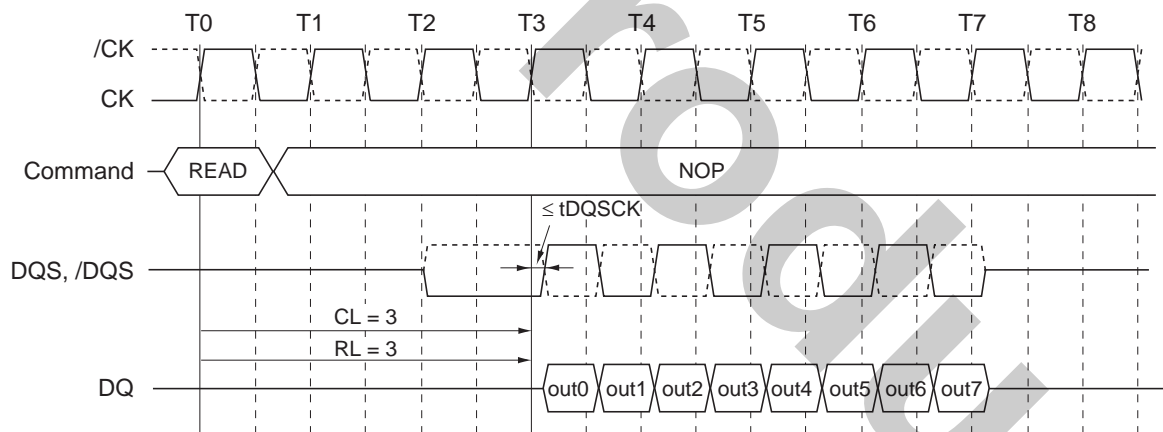 T0 T1 T2 T3 T4 T5 T6 T7 T8
/CK
CK
Command READ NOP
≤ tDQSCK
DQS, /DQS
CL = 3
RL = 3
DQ out0 out1 out2 out3 out4 out5 out6 out7
rodu